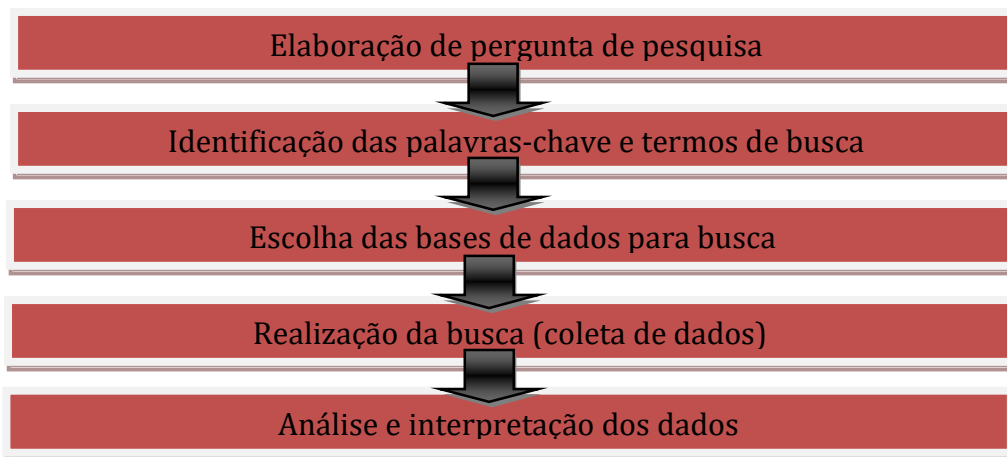 Elaboração de pergunta de pesquisa
Identificação das palavras-chave e termos de busca
Escolha das bases de dados para busca
Realização da busca (coleta de dados)
Análise e interpretação dos dados